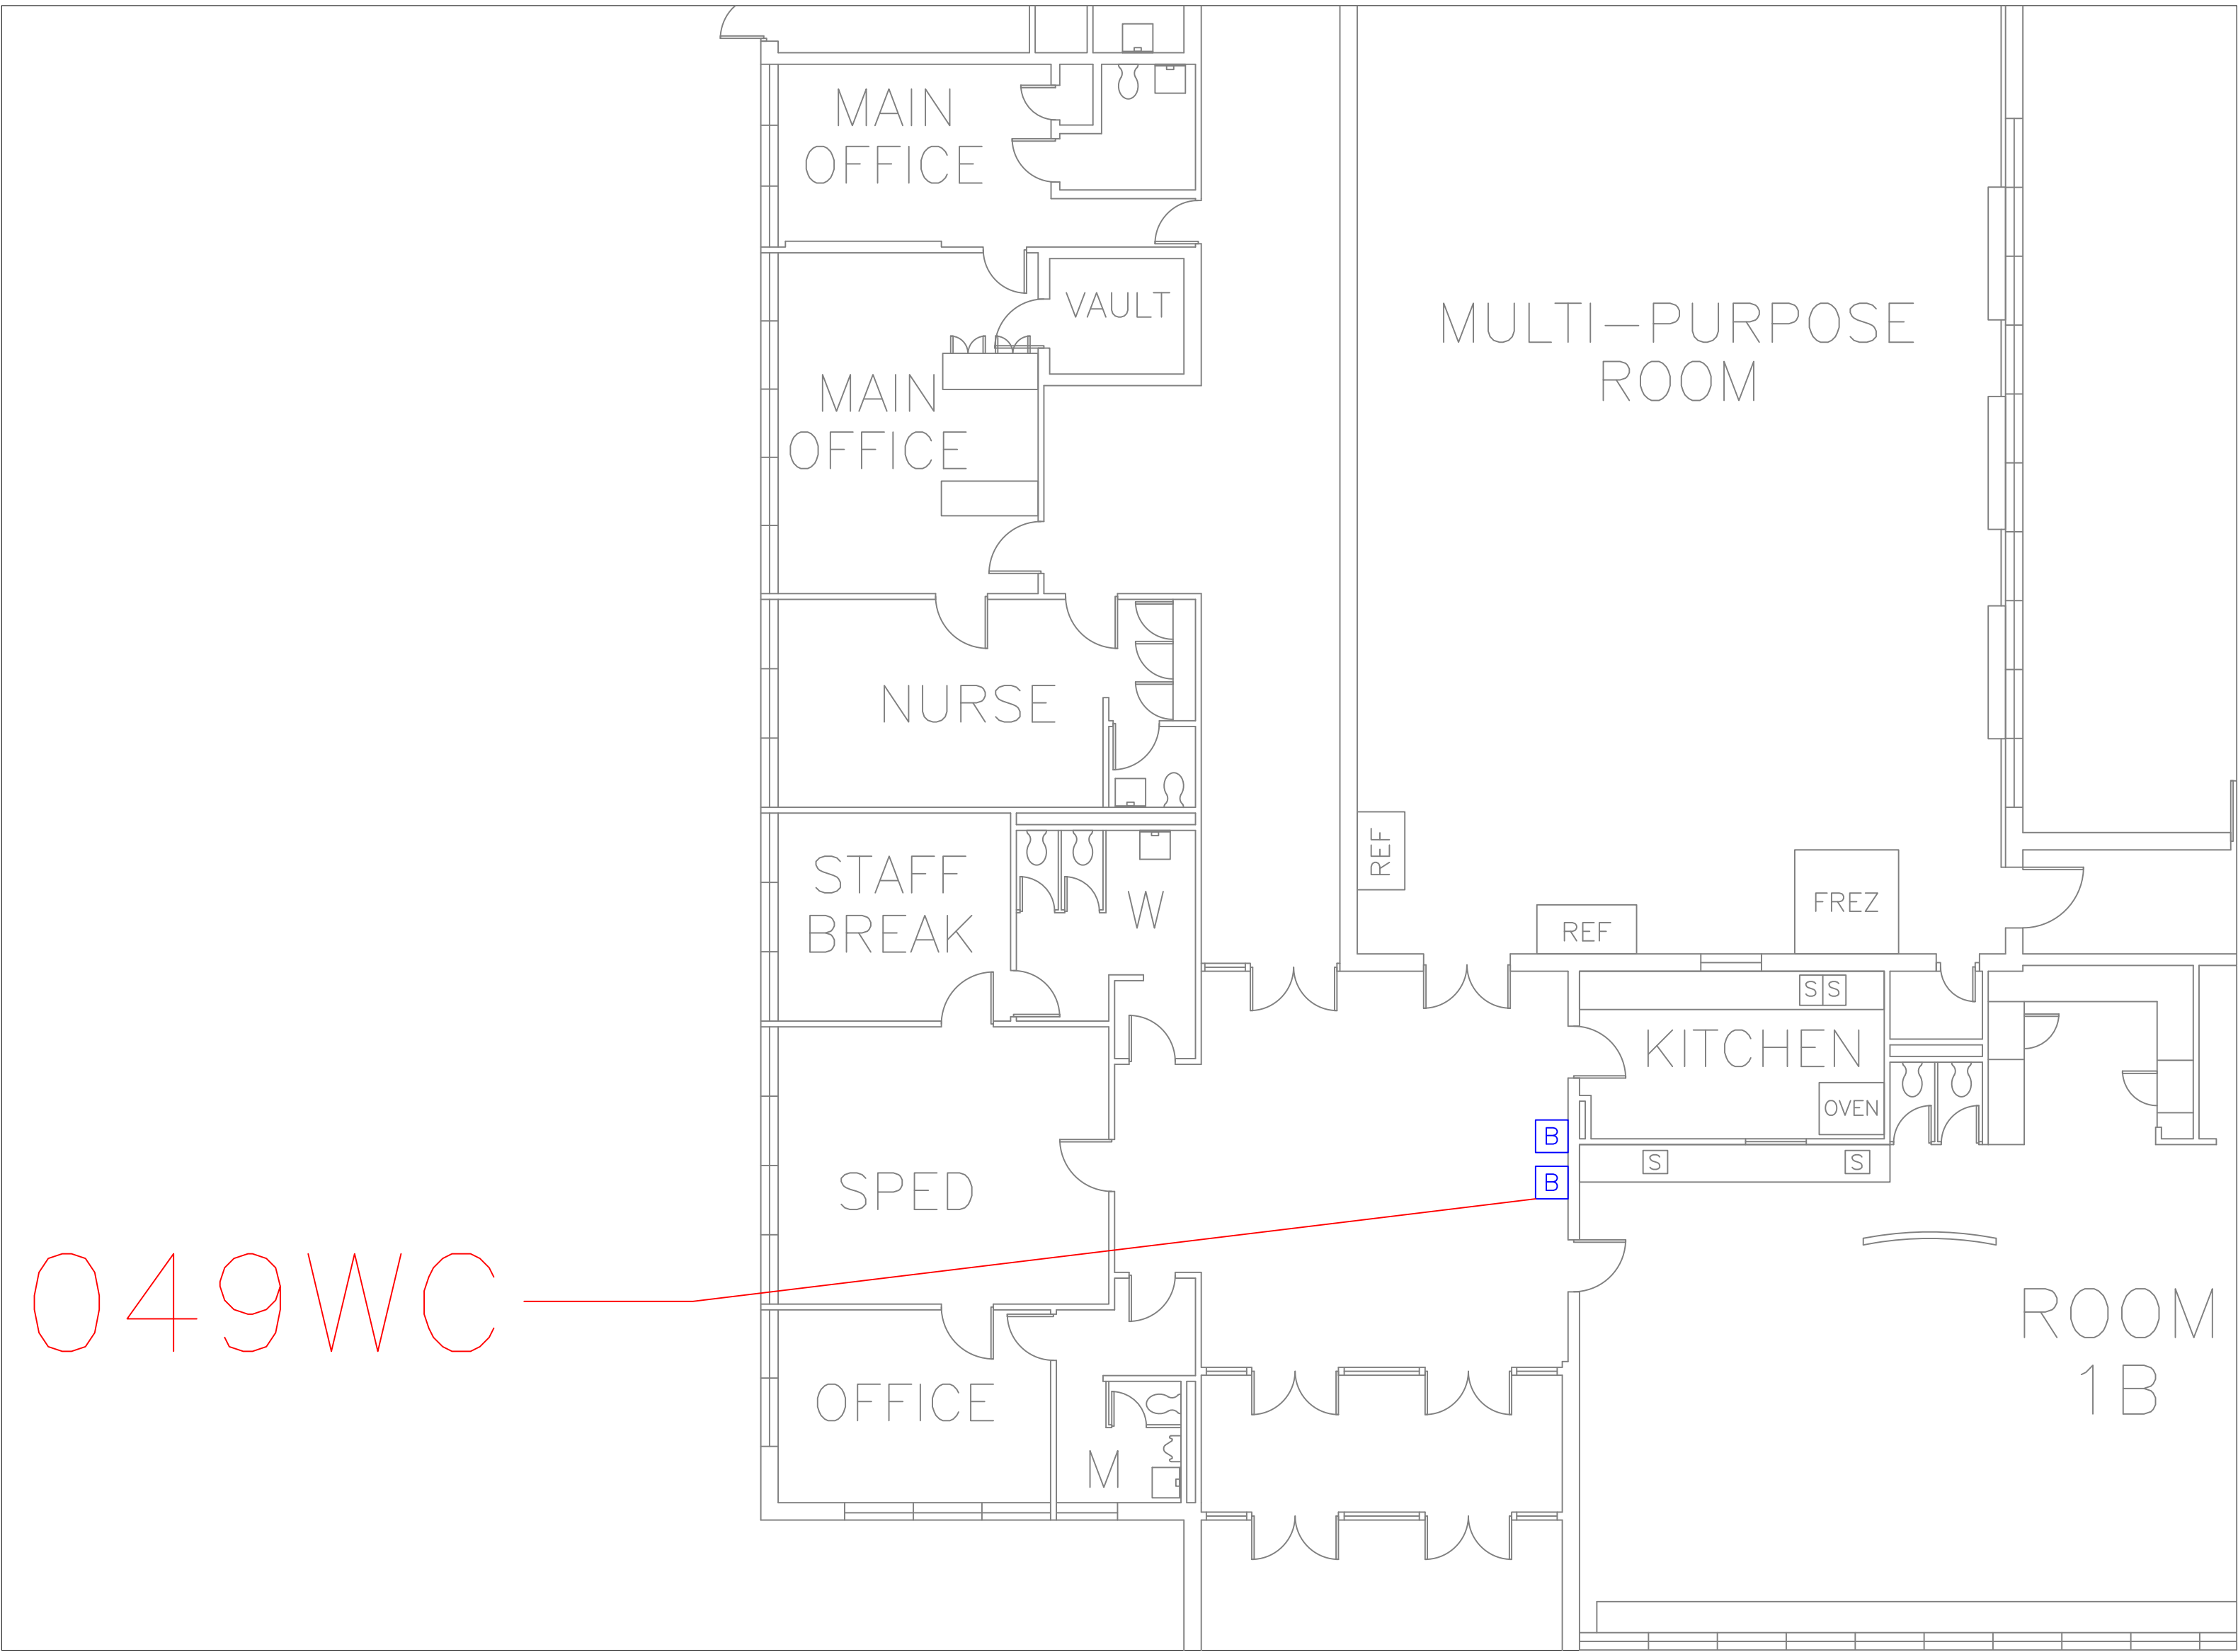 MAIN
OFFICE
VAULT
MULTI-PURPOSE
ROOM
MAIN
OFFICE
NURSE
REF
STAFF
BREAK
W
REF
FREZ
S S
KITCHEN
OVEN
B
B
S
S
SPED
049WC
ROOM
1B
OFFICE
M